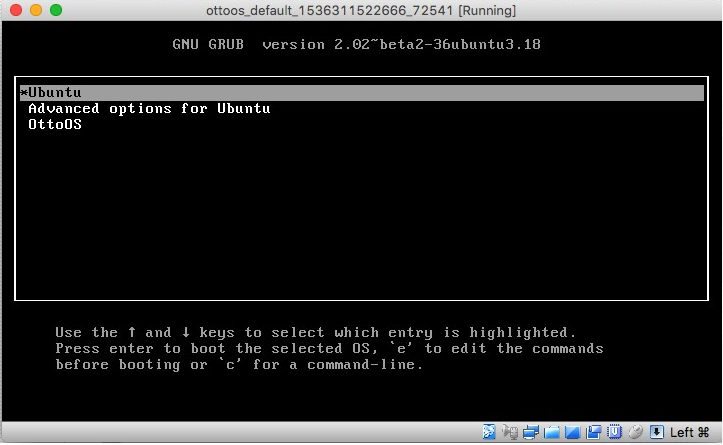 ottoos_default_1536311522666_72541 [Running]
GNU GRUB  version 2.02~beta2-36ubuntu3.18
*Ubuntu
Advanced options for Ubuntu
OttoOS
Use the ↑ and ↓ keys to select which entry is highlighted.
Press enter to boot the selected OS, `e' to edit the commands
before booting or `c' for a command-line.
Left ⌘